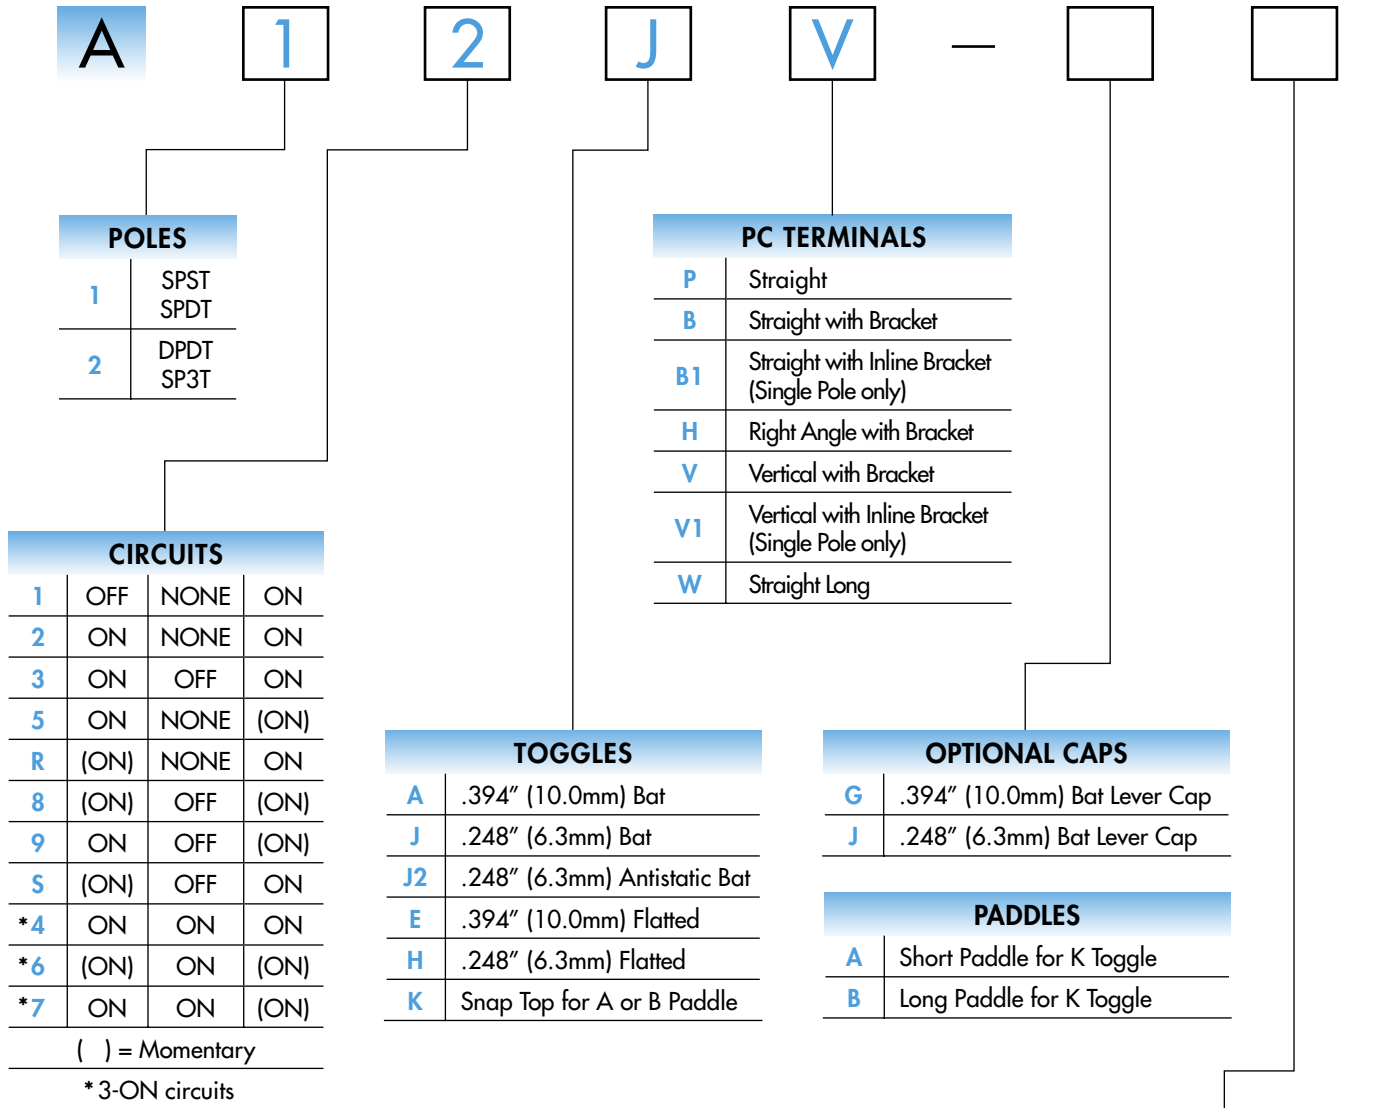 A 1 2 J V —
POLES
1 SPST
SPDT
2 DPDT
SP3T
PC TERMINALS
P Straight
B Straight with Bracket
B1 Straight with Inline Bracket
(Single Pole only)
H Right Angle with Bracket
V Vertical with Bracket
V1 Vertical with Inline Bracket
(Single Pole only)
W Straight Long
CIRCUITS
1 OFF NONE ON
2 ON NONE ON
3 ON OFF ON
5 ON NONE (ON)
R (ON) NONE ON
8 (ON) OFF (ON)
9 ON OFF (ON)
S (ON) OFF ON
*4 ON ON ON
*6 (ON) ON (ON)
*7 ON ON (ON)
( ) = Momentary
* 3-ON circuits
TOGGLES
A .394″ (10.0mm) Bat
J .248″ (6.3mm) Bat
J2 .248″ (6.3mm) Antistatic Bat
E .394″ (10.0mm) Flatted
H .248″ (6.3mm) Flatted
K Snap Top for A or B Paddle
OPTIONAL CAPS
G .394″ (10.0mm) Bat Lever Cap
J .248″ (6.3mm) Bat Lever Cap
PADDLES
A Short Paddle for K Toggle
B Long Paddle for K Toggle